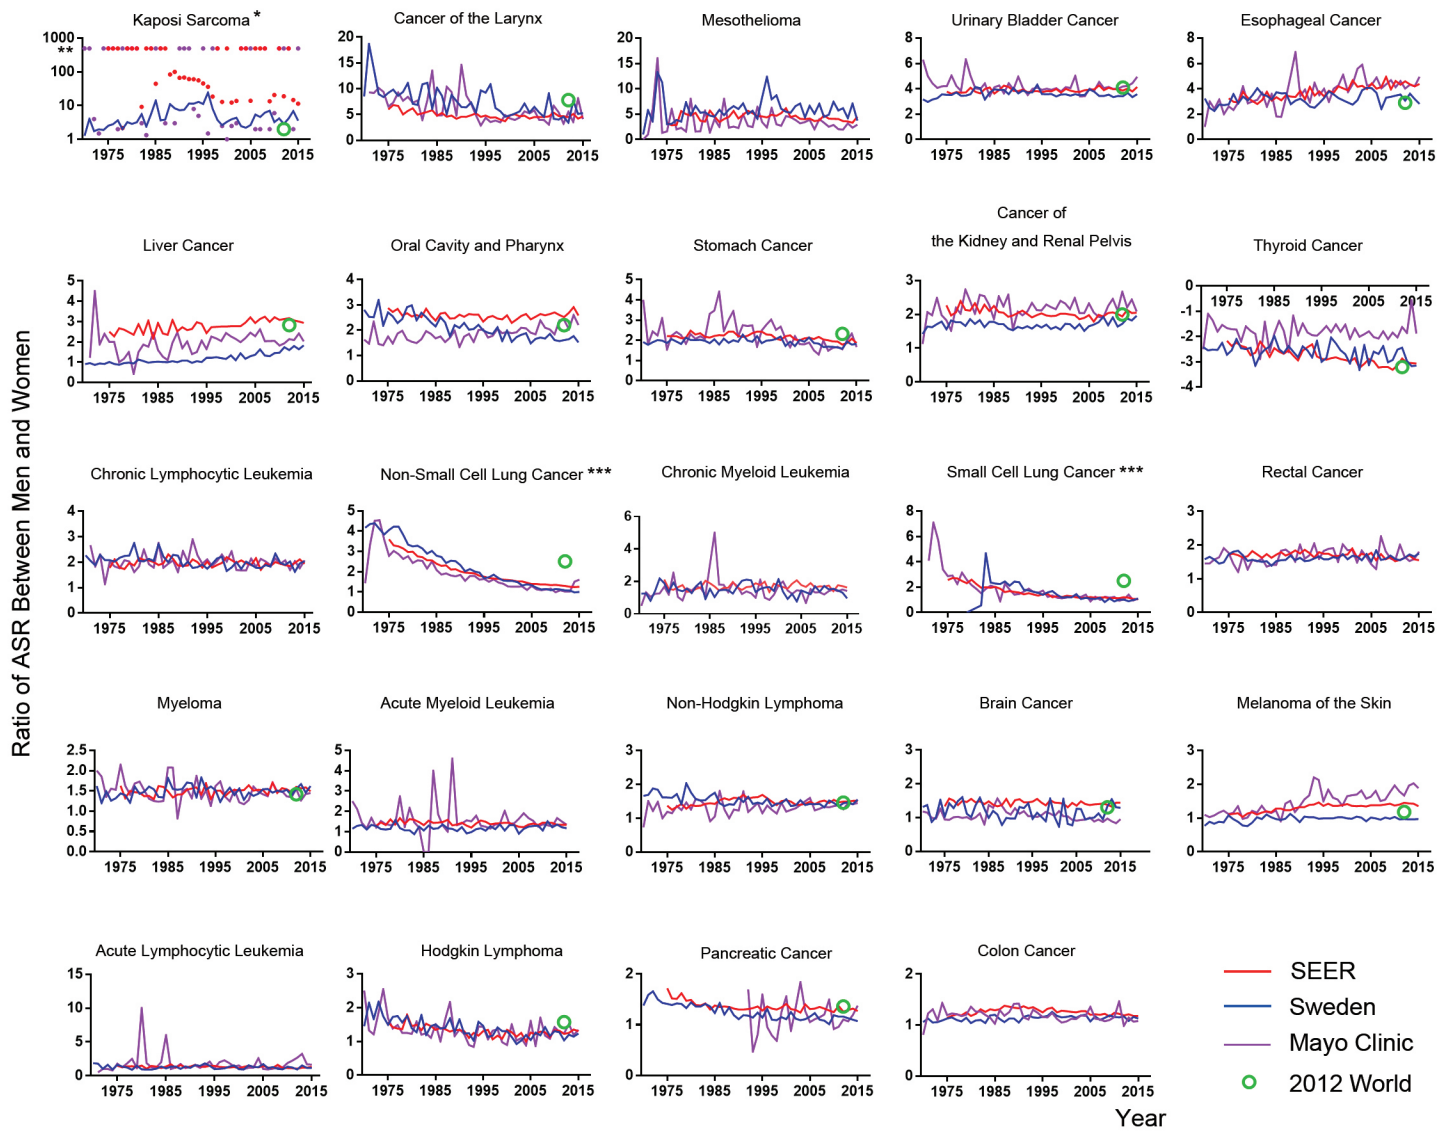 Ratio of ASR Between Men and Women
Kaposi Sarcoma *
1000
**
100
10
1
1975 1985 1995 2005 2015
Cancer of the Larynx
20
15
10
5
0
1975 1985 1995 2005 2015
Mesothelioma
20
15
10
5
0
1975 1985 1995 2005 2015
Urinary Bladder Cancer
8
6
4
2
0
1975 1985 1995 2005 2015
Esophageal Cancer
8
6
4
2
0
1975 1985 1995 2005 2015
Liver Cancer
5
4
3
2
1
0
1975 1985 1995 2005 2015
Oral Cavity and Pharynx
4
3
2
1
0
1975 1985 1995 2005 2015
Stomach Cancer
5
4
3
2
1
0
1975 1985 1995 2005 2015
Cancer of
the Kidney and Renal Pelvis
3
2
1
0
1975 1985 1995 2005 2015
Thyroid Cancer
0
1975 1985 1995 2005 2015
-1
-2
-3
-4
Chronic Lymphocytic Leukemia
4
3
2
1
0
1975 1985 1995 2005 2015
Non-Small Cell Lung Cancer ***
5
4
3
2
1
0
1975 1985 1995 2005 2015
Chronic Myeloid Leukemia
6
4
2
0
1975 1985 1995 2005 2015
Small Cell Lung Cancer ***
8
6
4
2
0
1975 1985 1995 2005 2015
Rectal Cancer
3
2
1
0
1975 1985 1995 2005 2015
Myeloma
2.5
2.0
1.5
1.0
0.5
0.0
1975 1985 1995 2005 2015
Acute Myeloid Leukemia
5
4
3
2
1
0
1975 1985 1995 2005 2015
Non-Hodgkin Lymphoma
3
2
1
0
1975 1985 1995 2005 2015
Brain Cancer
3
2
1
0
1975 1985 1995 2005 2015
Melanoma of the Skin
3
2
1
0
1975 1985 1995 2005 2015
Acute Lymphocytic Leukemia
15
10
5
0
1975 1985 1995 2005 2015
Hodgkin Lymphoma
3
2
1
0
1975 1985 1995 2005 2015
Pancreatic Cancer
2
1
0
1975 1985 1995 2005 2015
Colon Cancer
2
1
0
1975 1985 1995 2005 2015
SEER
Sweden
Mayo Clinic
2012 World
Year